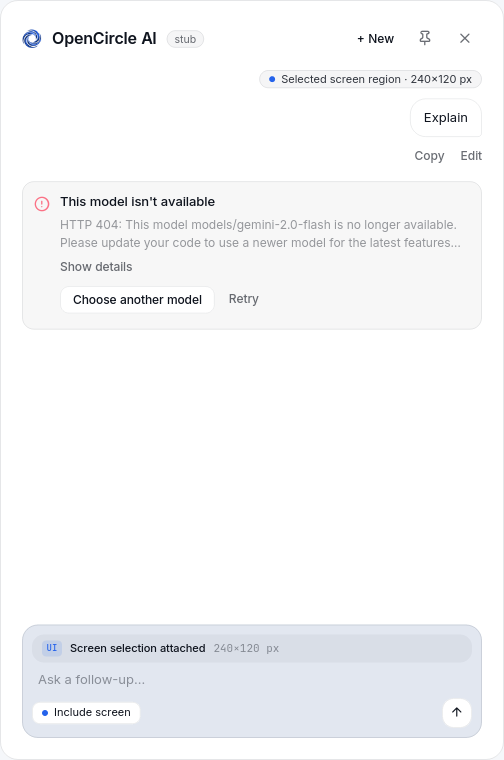 OpenCircle AI stub + New
Selected screen region · 240×120 px
Explain
Copy Edit
This model isn't available
HTTP 404: This model models/gemini-2.0-flash is no longer available.
Please update your code to use a newer model for the latest features...
Show details
Choose another model Retry
UI Screen selection attached 240×120 px
Ask a follow-up...
Include screen